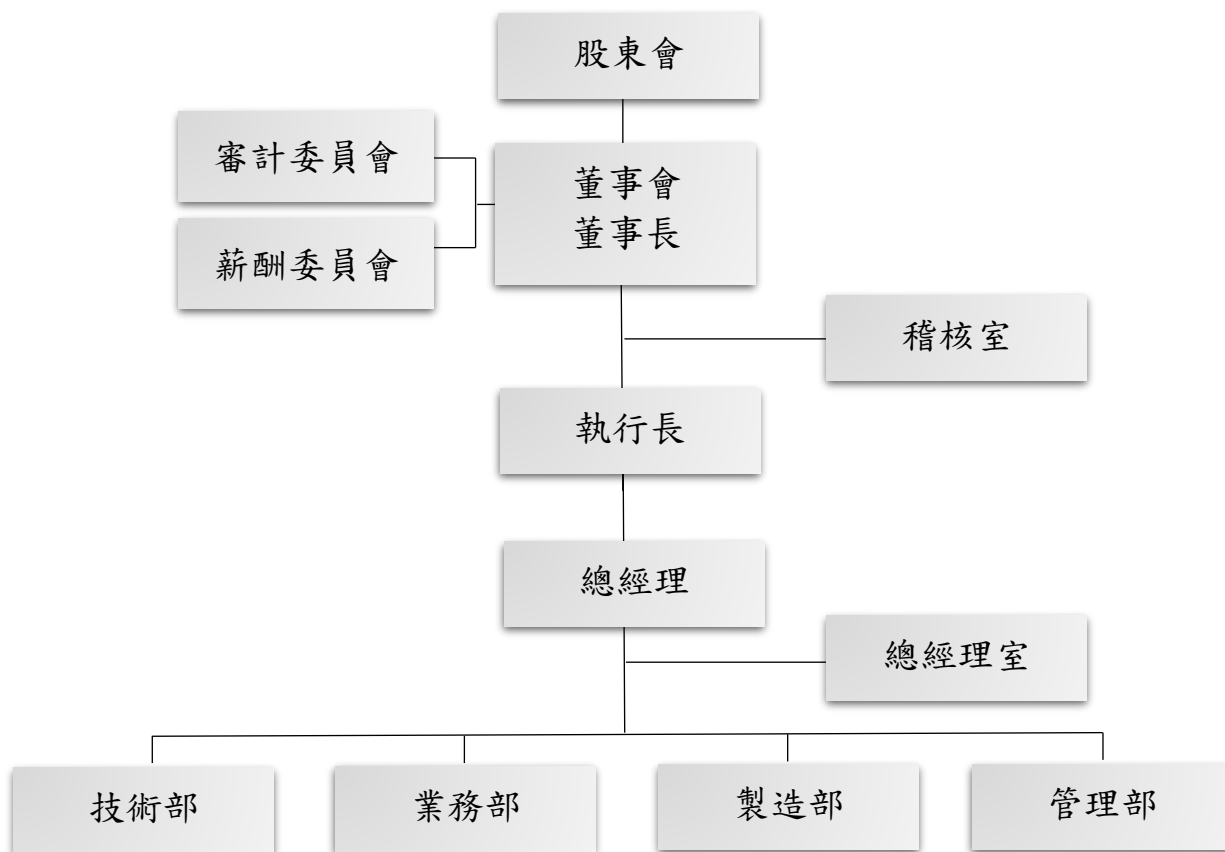 股東會
審計委員會
董事會
董事長
薪酬委員會
稽核室
執行長
總經理
總經理室
技術部
業務部
製造部
管理部